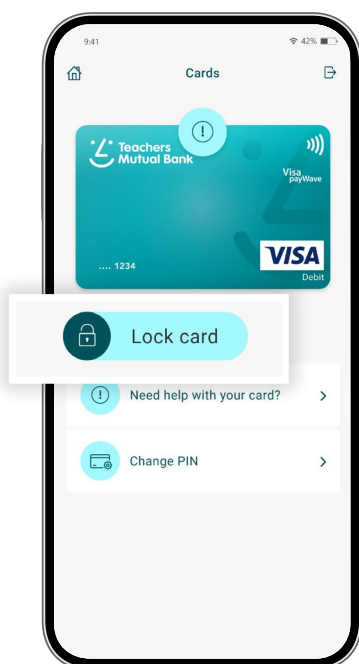 9:41 42%
Cards
Teachers
Mutual Bank
Visa
payWave
VISA
.... 1234
Debit
Lock card
Need help with your card?
Change PIN